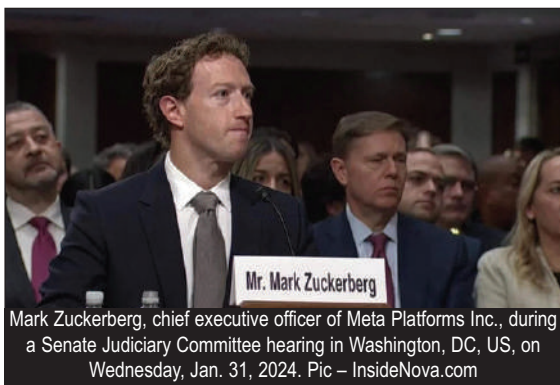 Mr. Mark Zuckerberg
Mark Zuckerberg, chief executive officer of Meta Platforms Inc., during
a Senate Judiciary Committee hearing in Washington, DC, US, on
Wednesday, Jan. 31, 2024. Pic – InsideNova.com